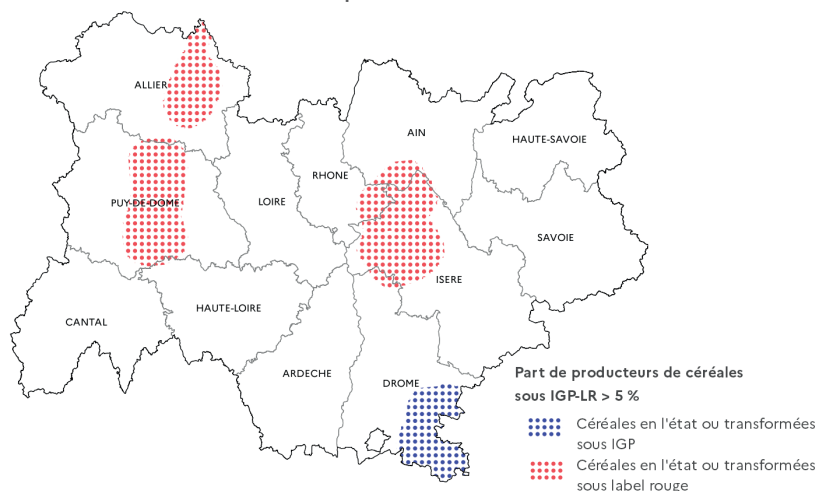 ALLIER
AIN
HAUTE-SAVOIE
RHONE
PUY-DE-DOME
LOIRE
SAVOIE
ISERE
HAUTE-LOIRE
CANTAL
ARDECHE
DROME
Part de producteurs de céréales
sous IGP-LR > 5 %
Céréales en l'état ou transformées
sous IGP
Céréales en l'état ou transformées
sous label rouge